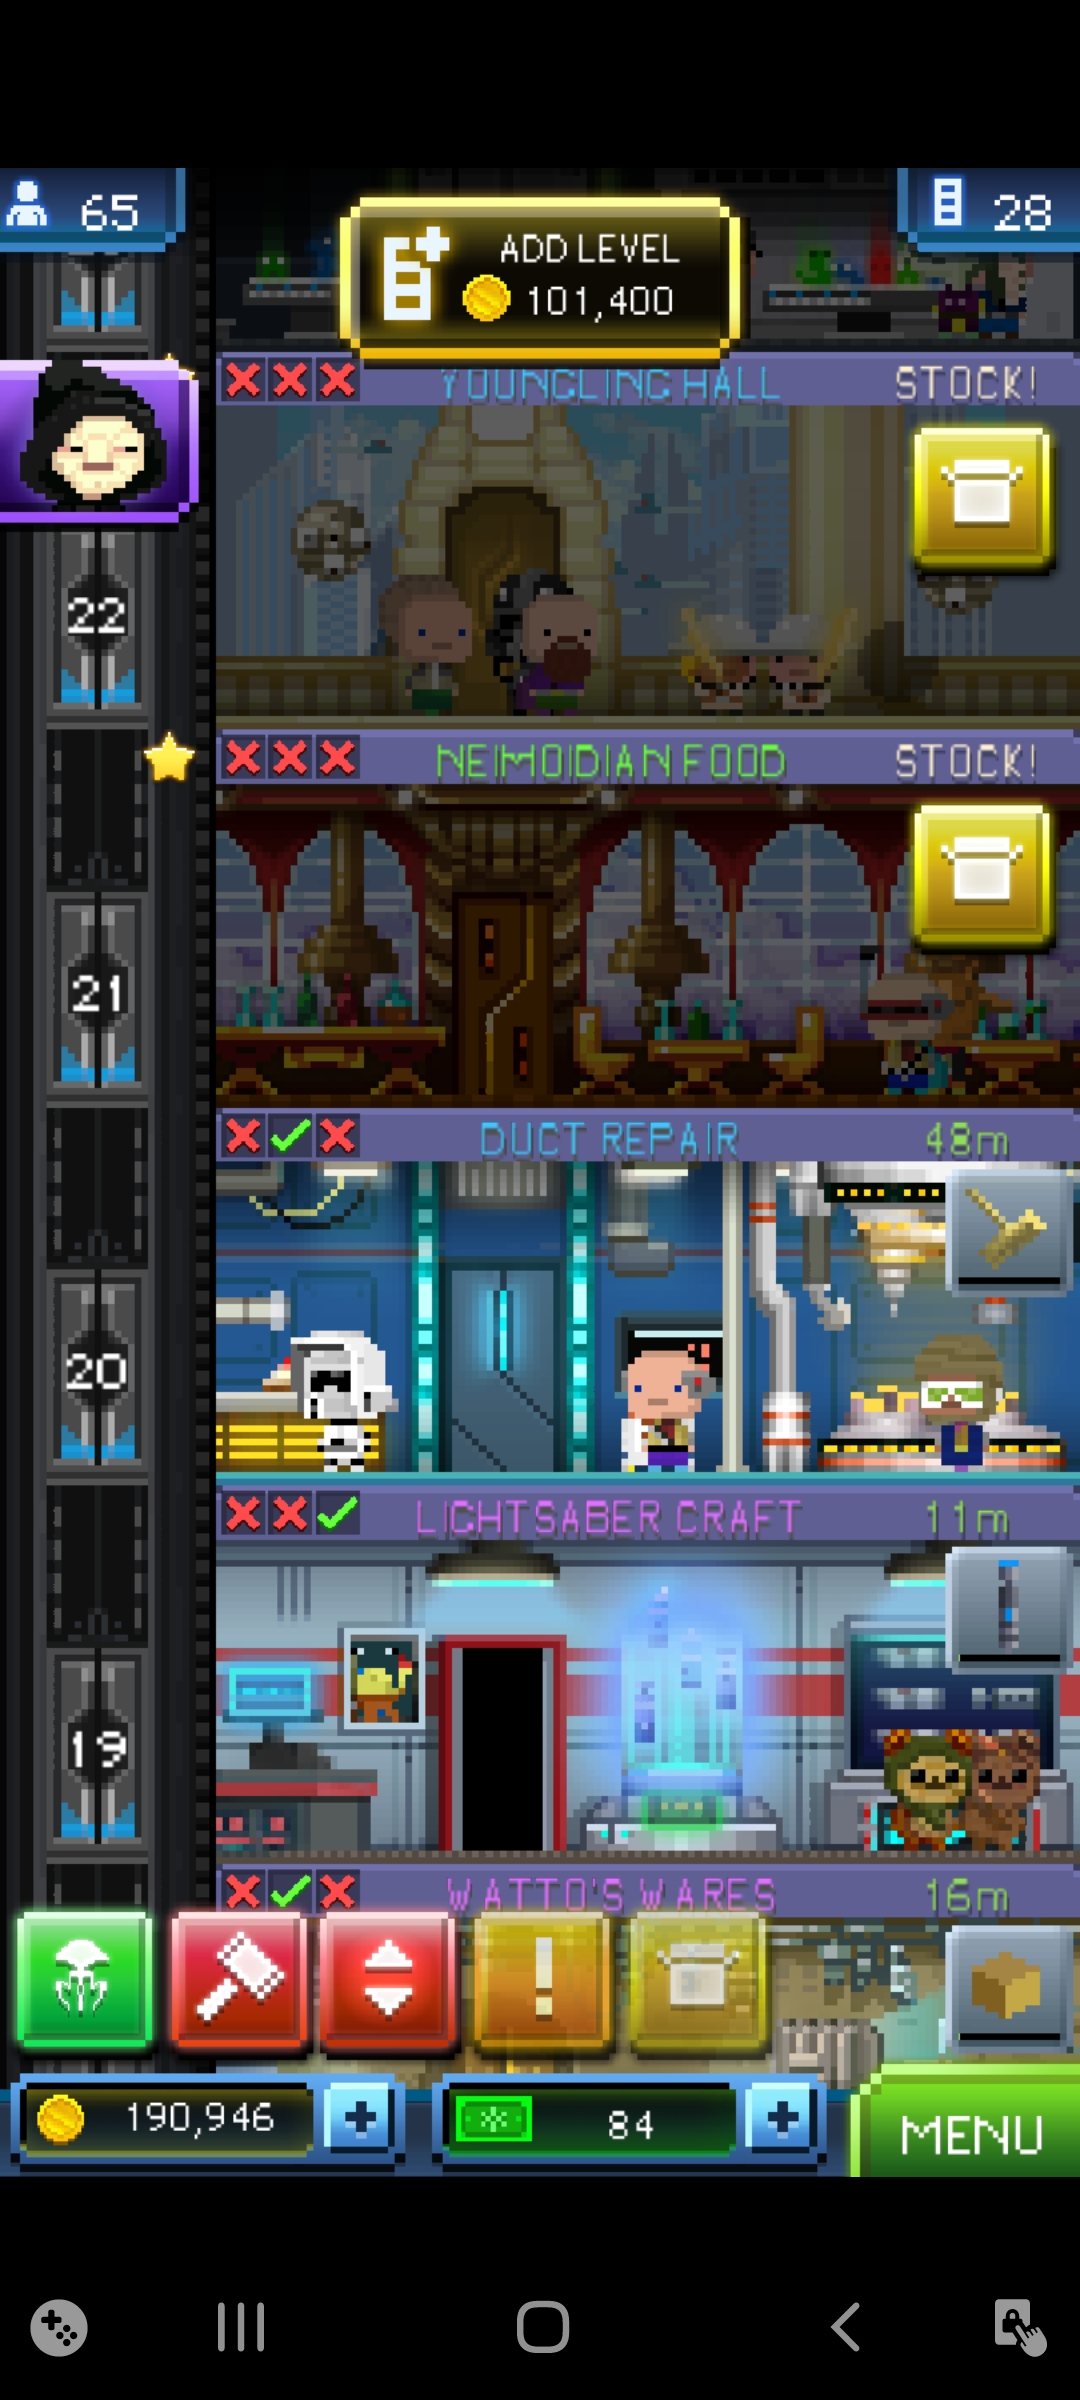 65
28
ADD LEVEL
101,400
YOUNGLING HALL STOCK!
22
NEIMOIDIAN FOOD STOCK!
21
DUCT REPAIR 48m
20
LIGHTSABER CRAFT 11m
19
WATTO'S WARES 16m
190,946
84
MENU